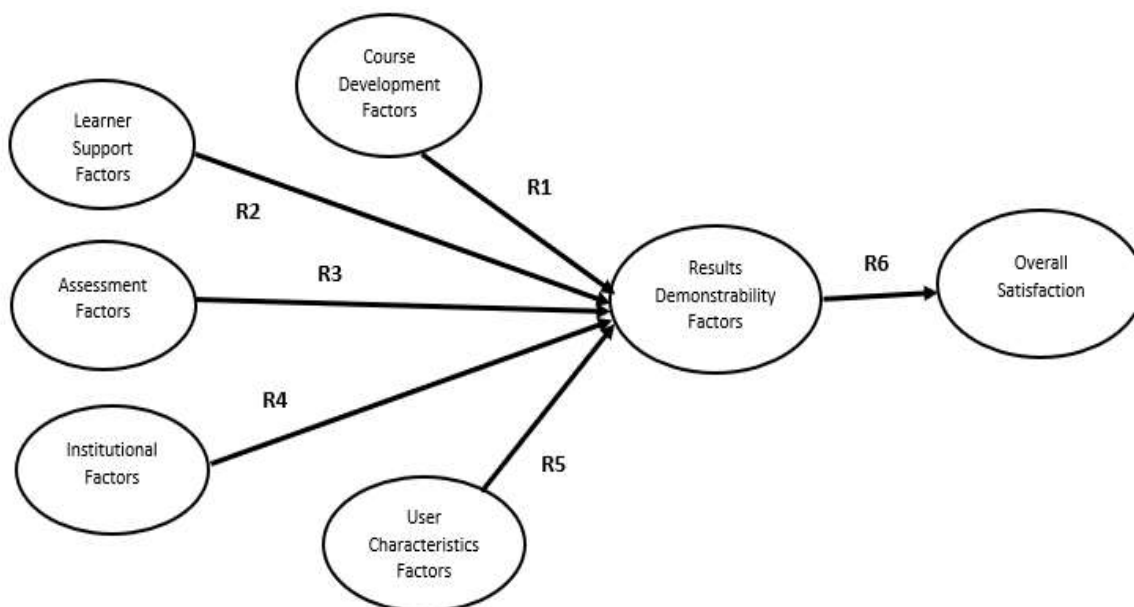 Course
Development
Factors
Learner
Support
Factors
R1
R2
Assessment
Factors
R3
Results
Demonstrability
Factors
R6
Overall
Satisfaction
Institutional
Factors
R4
R5
User
Characteristics
Factors